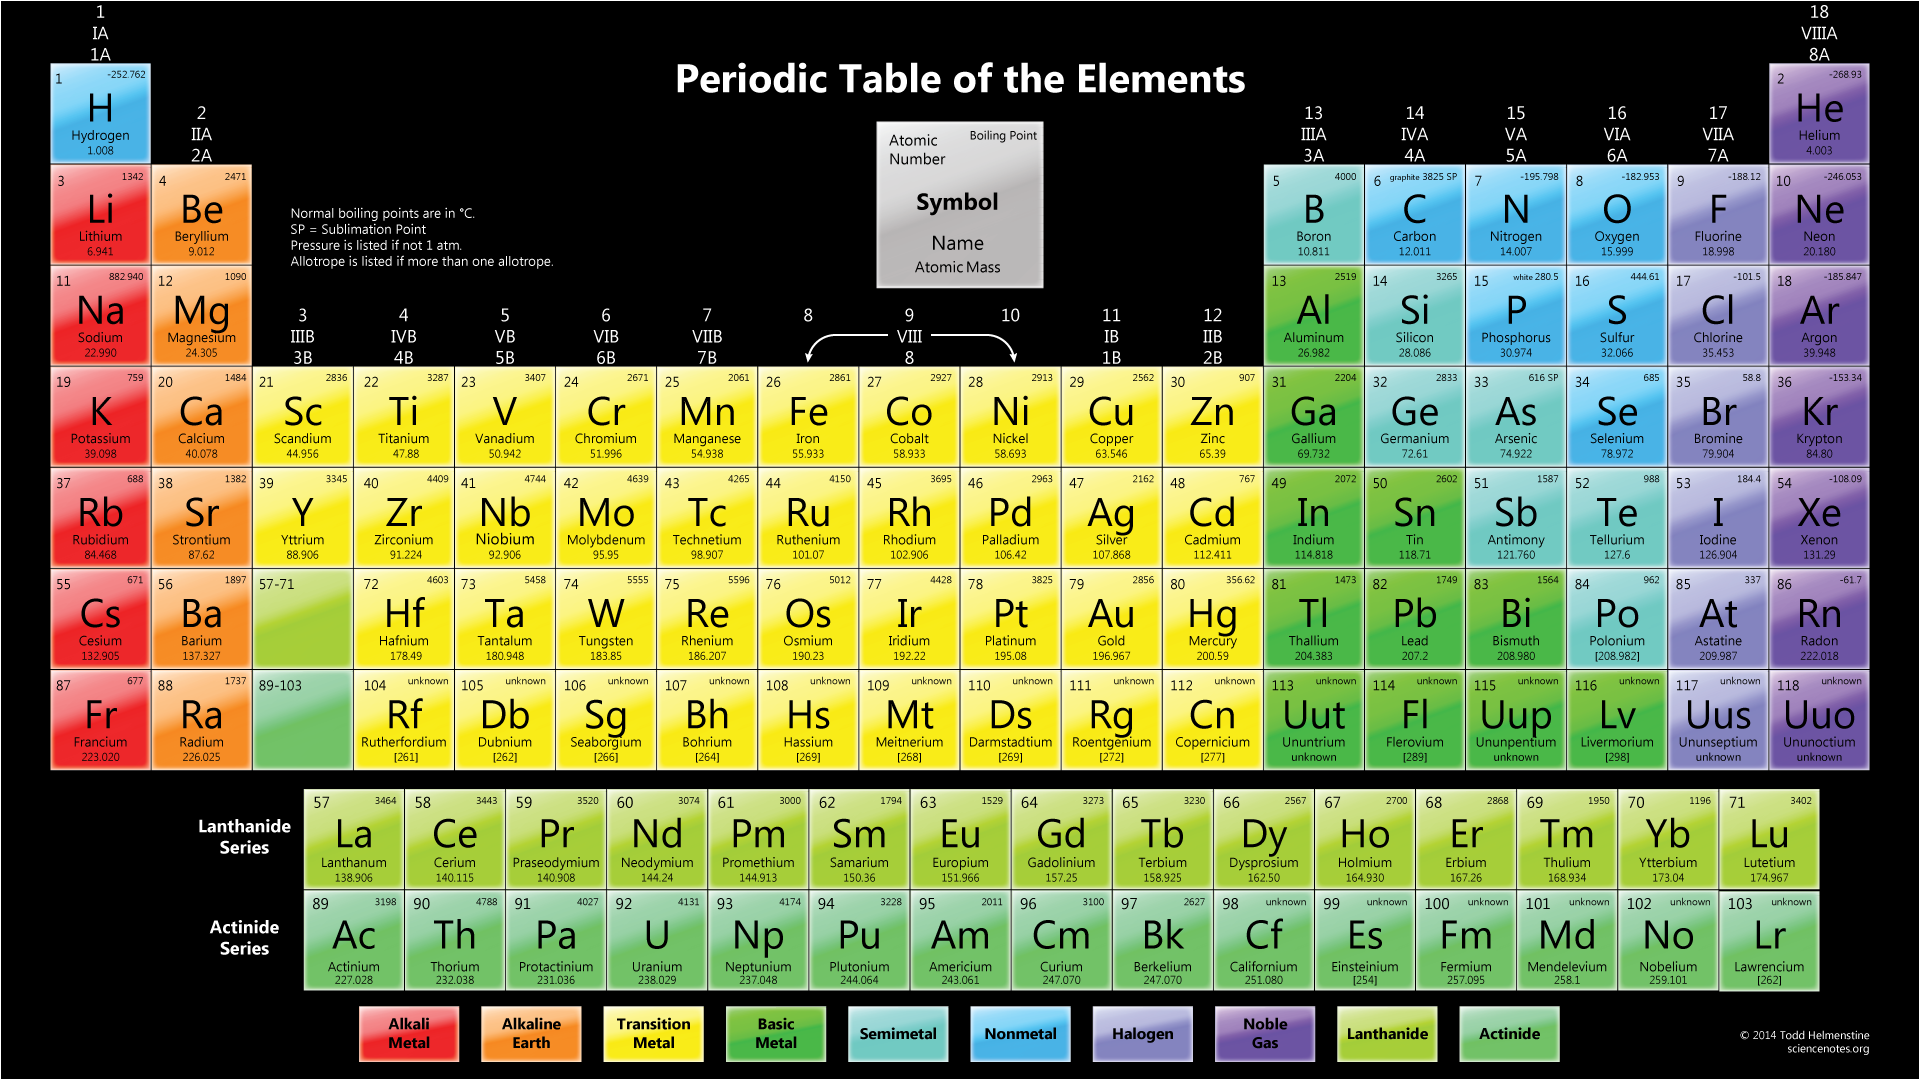 1
IA
1A
18
VIIIA
8A
Periodic Table of the Elements
1 -252.762
H
Hydrogen
1.008
2 -268.93
He
Helium
4.003
2
IIA
2A
13
IIIA
3A
14
IVA
4A
15
VA
5A
16
VIA
6A
17
VIIA
7A
Atomic Number Boiling Point
Symbol
Name
Atomic Mass
Normal boiling points are in °C.
SP = Sublimation Point
Pressure is listed if not 1 atm.
Allotrope is listed if more than one allotrope.
3 1342
Li
Lithium
6.941
4 2471
Be
Beryllium
9.012
5 4000
B
Boron
10.811
6 graphite 3825 SP
C
Carbon
12.011
7 -195.798
N
Nitrogen
14.007
8 -182.953
O
Oxygen
15.999
9 -188.12
F
Fluorine
18.998
10 -246.053
Ne
Neon
20.180
11 882.940
Na
Sodium
22.990
12 1090
Mg
Magnesium
24.305
13 2519
Al
Aluminum
26.982
14 3265
Si
Silicon
28.086
15 white 280.5
P
Phosphorus
30.974
16 444.61
S
Sulfur
32.066
17 -101.5
Cl
Chlorine
35.453
18 -185.847
Ar
Argon
39.948
3
IIIB
3B
4
IVB
4B
5
VB
5B
6
VIB
6B
7
VIIB
7B
8 9 10
VIII
8
11
IB
1B
12
IIB
2B
19 759
K
Potassium
39.098
20 1484
Ca
Calcium
40.078
21 2836
Sc
Scandium
44.956
22 3287
Ti
Titanium
47.88
23 3407
V
Vanadium
50.942
24 2671
Cr
Chromium
51.996
25 2061
Mn
Manganese
54.938
26 2861
Fe
Iron
55.933
27 2927
Co
Cobalt
58.933
28 2913
Ni
Nickel
58.693
29 2562
Cu
Copper
63.546
30 907
Zn
Zinc
65.39
31 2204
Ga
Gallium
69.732
32 2833
Ge
Germanium
72.61
33 616 SP
As
Arsenic
74.922
34 685
Se
Selenium
78.972
35 58.8
Br
Bromine
79.904
36 -153.34
Kr
Krypton
84.80
37 688
Rb
Rubidium
84.468
38 1382
Sr
Strontium
87.62
39 3345
Y
Yttrium
88.906
40 4409
Zr
Zirconium
91.224
41 4744
Nb
Niobium
92.906
42 4639
Mo
Molybdenum
95.95
43 4265
Tc
Technetium
98.907
44 4150
Ru
Ruthenium
101.07
45 3695
Rh
Rhodium
102.906
46 2963
Pd
Palladium
106.42
47 2162
Ag
Silver
107.868
48 767
Cd
Cadmium
112.411
49 2072
In
Indium
114.818
50 2602
Sn
Tin
118.71
51 1587
Sb
Antimony
121.760
52 988
Te
Tellurium
127.6
53 184.4
I
Iodine
126.904
54 -108.09
Xe
Xenon
131.29
55 671
Cs
Cesium
132.905
56 1897
Ba
Barium
137.327
57-71
72 4603
Hf
Hafnium
178.49
73 5458
Ta
Tantalum
180.948
74 5555
W
Tungsten
183.85
75 5596
Re
Rhenium
186.207
76 5012
Os
Osmium
190.23
77 4428
Ir
Iridium
192.22
78 3825
Pt
Platinum
195.08
79 2856
Au
Gold
196.967
80 356.62
Hg
Mercury
200.59
81 1473
Tl
Thallium
204.383
82 1749
Pb
Lead
207.2
83 1564
Bi
Bismuth
208.980
84 962
Po
Polonium
[208.982]
85 337
At
Astatine
209.987
86 -61.7
Rn
Radon
222.018
87 677
Fr
Francium
223.020
88 1737
Ra
Radium
226.025
89-103
104 unknown
Rf
Rutherfordium
[261]
105 unknown
Db
Dubnium
[262]
106 unknown
Sg
Seaborgium
[266]
107 unknown
Bh
Bohrium
[264]
108 unknown
Hs
Hassium
[269]
109 unknown
Mt
Meitnerium
[268]
110 unknown
Ds
Darmstadtium
[269]
111 unknown
Rg
Roentgenium
[272]
112 unknown
Cn
Copernicium
[277]
113 unknown
Uut
Ununtrium
unknown
114 unknown
Fl
Flerovium
[289]
115 unknown
Uup
Ununpentium
unknown
116 unknown
Lv
Livermorium
[298]
117 unknown
Uus
Ununseptium
unknown
118 unknown
Uuo
Ununoctium
unknown
Lanthanide
Series
57 3464
La
Lanthanum
138.906
58 3443
Ce
Cerium
140.115
59 3520
Pr
Praseodymium
140.908
60 3074
Nd
Neodymium
144.24
61 3000
Pm
Promethium
144.913
62 1794
Sm
Samarium
150.36
63 1529
Eu
Europium
151.966
64 3273
Gd
Gadolinium
157.25
65 3230
Tb
Terbium
158.925
66 2567
Dy
Dysprosium
162.50
67 2700
Ho
Holmium
164.930
68 2868
Er
Erbium
167.26
69 1950
Tm
Thulium
168.934
70 1196
Yb
Ytterbium
173.04
71 3402
Lu
Lutetium
174.967
Actinide
Series
89 3198
Ac
Actinium
227.028
90 4788
Th
Thorium
232.038
91 4027
Pa
Protactinium
231.036
92 4131
U
Uranium
238.029
93 4174
Np
Neptunium
237.048
94 3228
Pu
Plutonium
244.064
95 2011
Am
Americium
243.061
96 3100
Cm
Curium
247.070
97 2627
Bk
Berkelium
247.070
98 unknown
Cf
Californium
251.080
99 unknown
Es
Einsteinium
[254]
100 unknown
Fm
Fermium
257.095
101 unknown
Md
Mendelevium
258.1
102 unknown
No
Nobelium
259.101
103 unknown
Lr
Lawrencium
[262]
Alkali
Metal
Alkaline
Earth
Transition
Metal
Basic
Metal
Semimetal
Nonmetal
Halogen
Noble
Gas
Lanthanide
Actinide
© 2014 Todd Helmenstine
sciencenotes.org